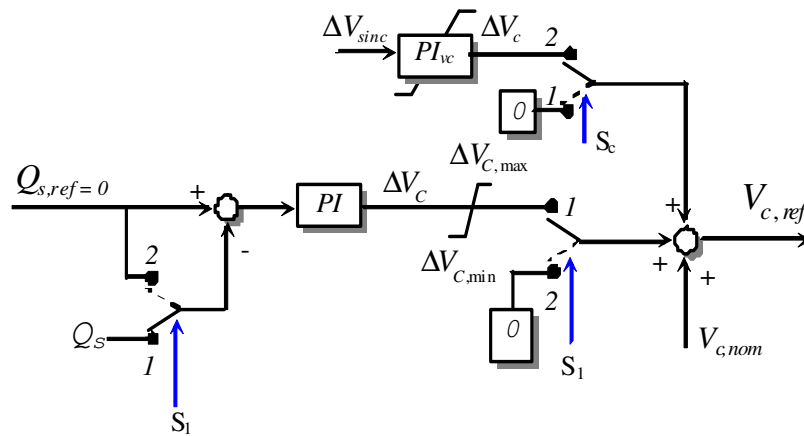 ΔV_sinc
PI_vc
ΔV_c
2
1
0
S_c
Q_s,ref = 0
+
-
PI
ΔV_C
ΔV_C,max
ΔV_C,min
1
2
0
S_1
2
Q_s
1
S_1
+
+
+
V_c,ref
V_c,nom